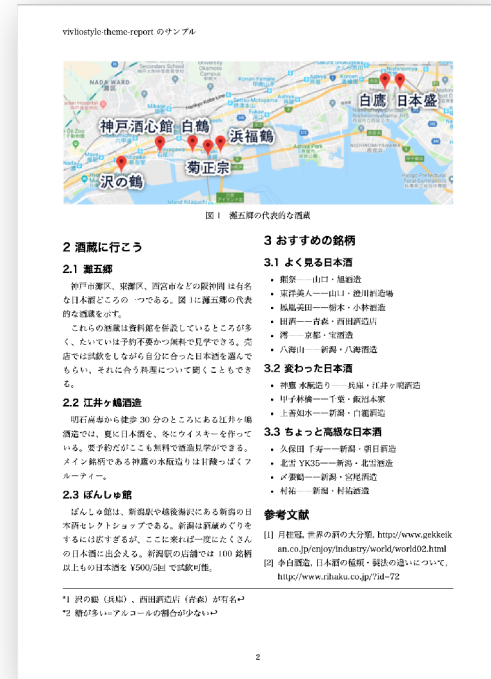 vivliostyle-theme-report のサンプル
神戸酒心館 白鶴 浜福鶴 白鷹 日本盛
沢の鶴 菊正宗
NADA WARD
灘区
図 1 灘五郷の代表的な酒蔵
2 酒蔵に行こう
2.1 灘五郷
神戸市灘区、東灘区、西宮市などの阪神間 は有名
な日本酒どころの 一つである。図 1に灘五郷の代表
的な酒蔵を示す。
これらの酒蔵は資料館を併設しているところが多
く、たいていは予約不要かつ無料で見学できる。売
店では試飲をしながら自分に合った日本酒を選んで
もらい、それに合う料理について聞くこともでき
る。
2.2 江井ヶ嶋酒造
明石高専から徒歩 30 分のところにある江井ヶ嶋
酒造では、夏に日本酒を、冬にウイスキーを作って
いる。要予約だがここも無料で酒造見学ができる。
メイン銘柄である神鷹の水酛造りは甘酸っぱくフ
ルーティー。
2.3 ぽんしゅ館
ぽんしゅ館は、新潟駅や越後湯沢にある新潟の日
本酒セレクトショップである。新潟は酒蔵めぐりを
するには広すぎるが、ここに来れば一度にたくさん
の日本酒に出会える。新潟駅の店舗では 100 銘柄
以上もの日本酒を ¥500/5回 で試飲可能。
3 おすすめの銘柄
3.1 よく見る日本酒
• 獺祭——山口・旭酒造
• 東洋美人——山口・澄川酒造場
• 鳳凰美田——栃木・小林酒造
• 田酒——青森・西田酒造店
• 澪——京都・宝酒造
• 八海山——新潟・八海酒造
3.2 変わった日本酒
• 神鷹 水酛造り——兵庫・江井ヶ嶋酒造
• 甲子林檎——千葉・飯沼本家
• 上善如水——新潟・白瀧酒造
3.3 ちょっと高級な日本酒
• 久保田 千寿——新潟・朝日酒造
• 北雪 YK35——新潟・北雪酒造
• 〆張鶴——新潟・宮尾酒造
• 村祐——新潟・村祐酒造
参考文献
[1] 月桂冠, 世界の酒の大分類, http://www.gekkeik
an.co.jp/enjoy/industry/world/world02.html
[2] 李白酒造, 日本酒の種類・製法の違いについて,
http://www.rihaku.co.jp/?id=72
*1 沢の鶴（兵庫）、西田酒造店（青森）が有名↩
*2 糖が多い=アルコールの割合が少ない↩
2